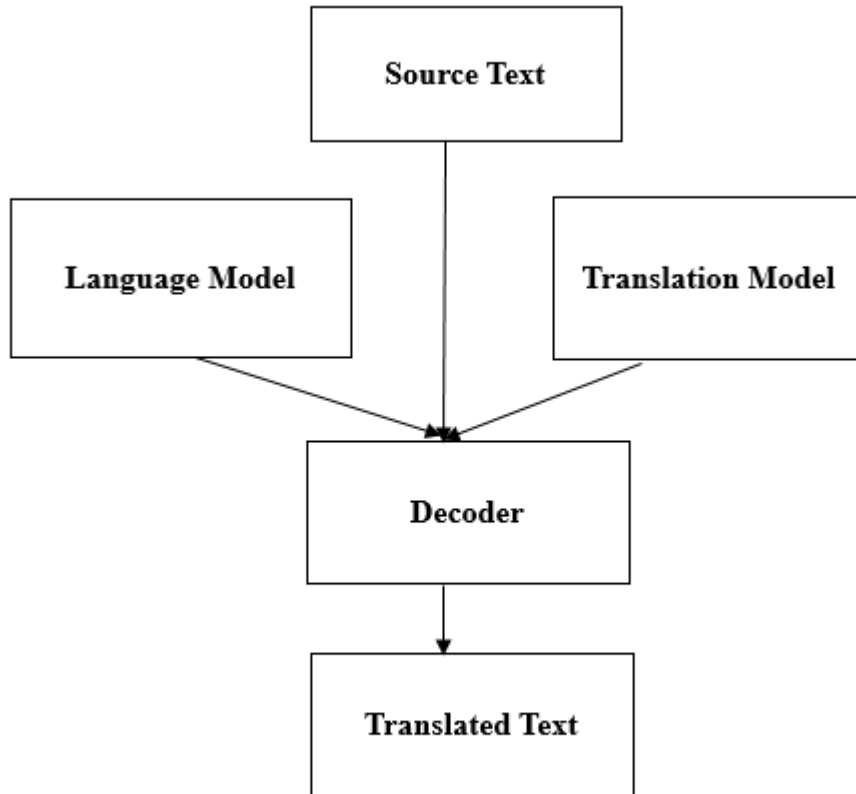 Source Text
Language Model
Translation Model
Decoder
Translated Text